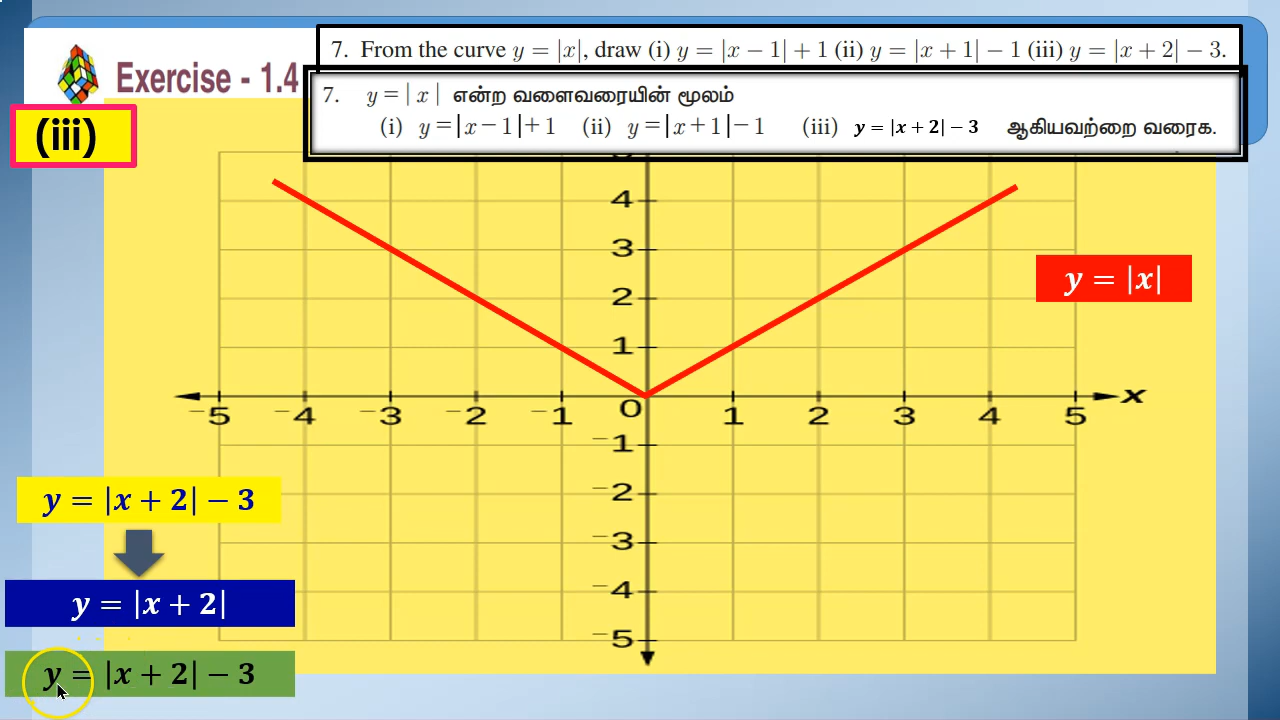 7. From the curve y = |x|, draw (i) y = |x − 1| + 1 (ii) y = |x + 1| − 1 (iii) y = |x + 2| − 3.
Exercise - 1.4
7. y = | x | என்ற வளைவரையின் மூலம்
(i) y = |x − 1| + 1 (ii) y = |x + 1| − 1 (iii) y = |x + 2| − 3 ஆகியவற்றை வரைக.
(iii)
4
3
2
1
y = |x|
0
x
−5 −4 −3 −2 −1 1 2 3 4 5
−1
−2
−3
−4
−5
y = |x + 2| − 3
y = |x + 2|
y = |x + 2| − 3